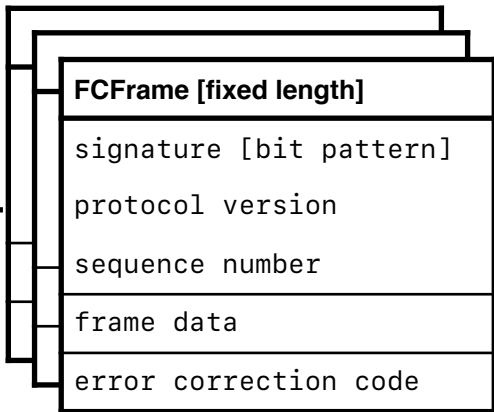 FCFrame [fixed length]
signature [bit pattern]
protocol version
sequence number
frame data
error correction code